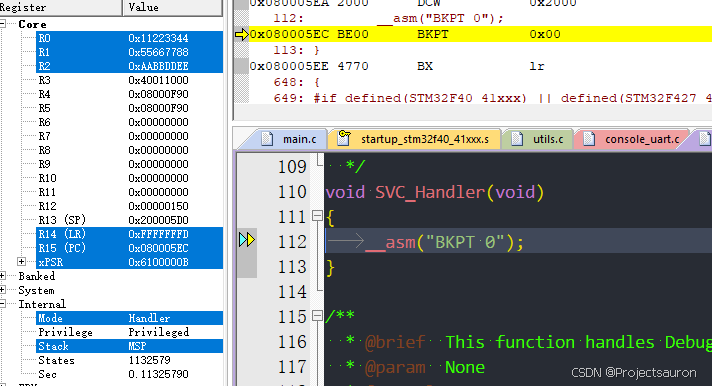 Register Value
Core
R0 0x11223344
R1 0x55667788
R2 0xAABBDDEE
R3 0x40011000
R4 0x08000F90
R5 0x08000F90
R6 0x00000000
R7 0x00000000
R8 0x00000000
R9 0x00000000
R10 0x00000000
R11 0x00000000
R12 0x00000150
R13 (SP) 0x200005D0
R14 (LR) 0xFFFFFFFD
R15 (PC) 0x080005EC
xPSR 0x6100000B
Banked
System
Internal
Mode Handler
Privilege Privileged
Stack MSP
States 1132579
Sec 0.11325790
0x080005EA 2000 DCW 0x2000
112: __asm("BKPT 0");
0x080005EC BE00 BKPT 0x00
113: }
0x080005EE 4770 BX lr
648: {
649: #if defined(STM32F40_41xxx) || defined(STM32F427_4
main.c startup_stm32f40_41xxx.s utils.c console_uart.c
109 */
110 void SVC_Handler(void)
111 {
112 __asm("BKPT 0");
113 }
114
115 /**
116 * @brief This function handles Debug
117 * @param None
CSDN @Projectsauron